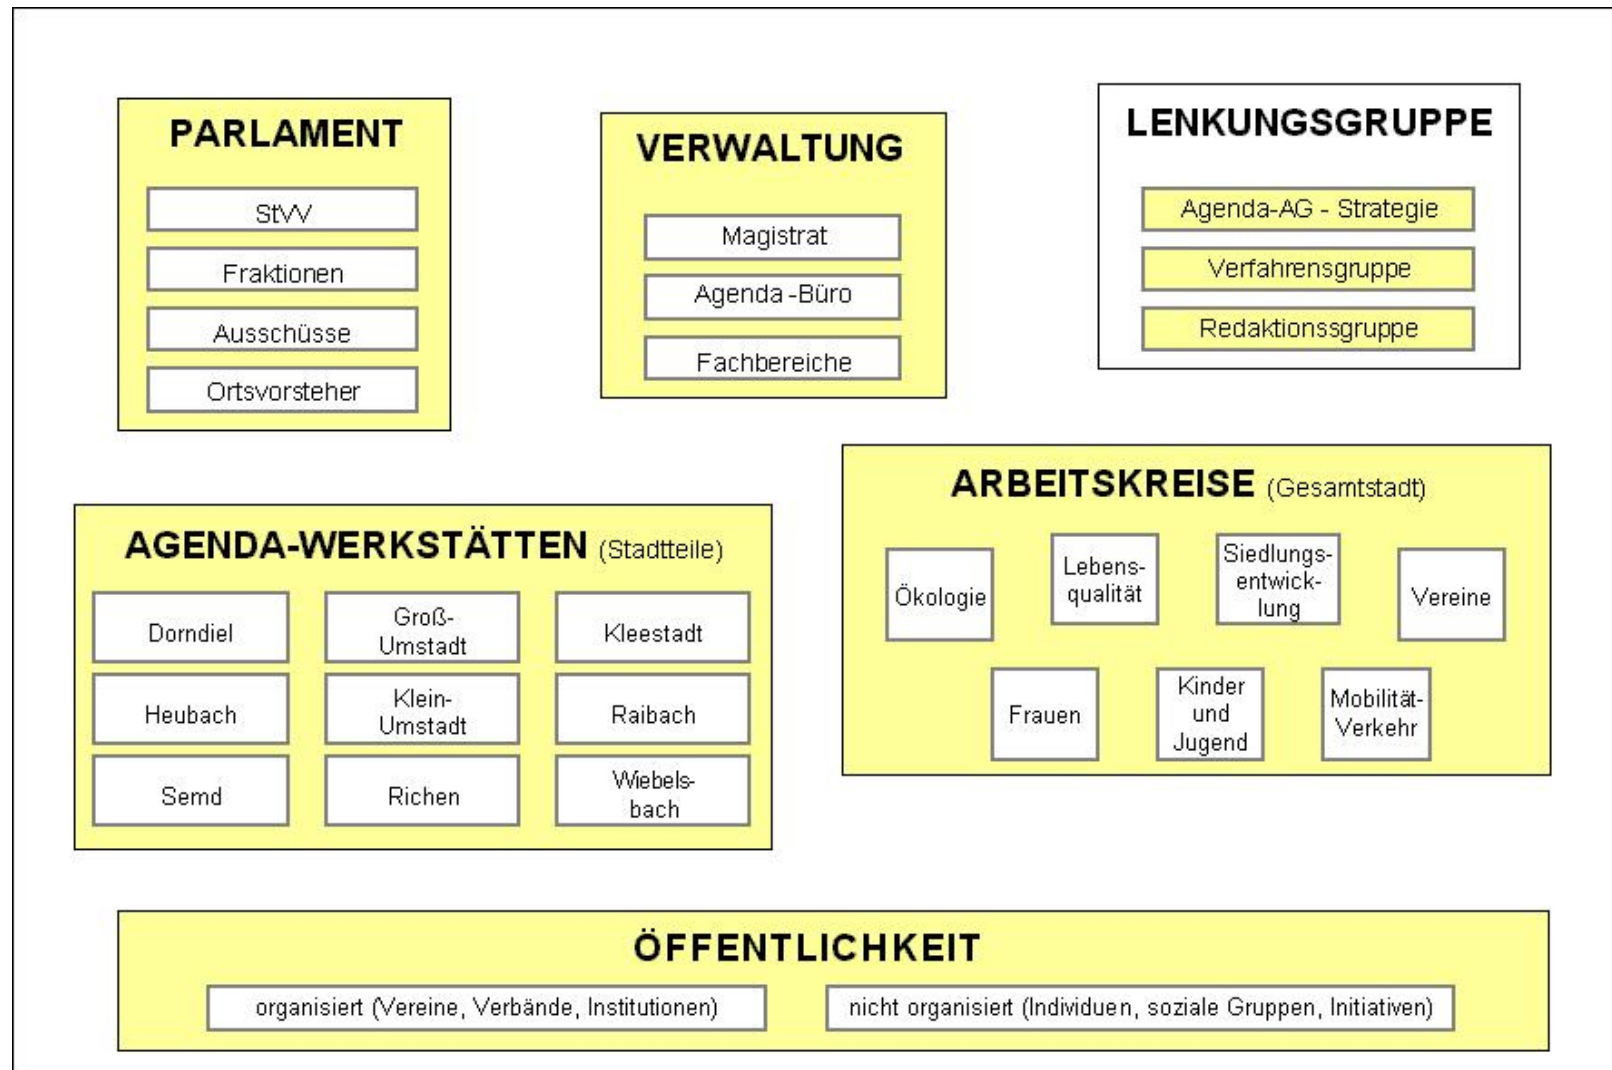 PARLAMENT
StVV
Fraktionen
Ausschüsse
Ortsvorsteher
VERWALTUNG
Magistrat
Agenda-Büro
Fachbereiche
LENKUNGSGRUPPE
Agenda-AG - Strategie
Verfahrensgruppe
Redaktionssgruppe
AGENDA-WERKSTÄTTEN (Stadtteile)
Dorndiel
Groß-
Umstadt
Kleestadt
Heubach
Klein-
Umstadt
Raibach
Semd
Richen
Wiebels-
bach
ARBEITSKREISE (Gesamtstadt)
Ökologie
Lebens-
qualität
Siedlungs-
entwick-
lung
Vereine
Frauen
Kinder
und
Jugend
Mobilität-
Verkehr
ÖFFENTLICHKEIT
organisiert (Vereine, Verbände, Institutionen)
nicht organisiert (Individuen, soziale Gruppen, Initiativen)